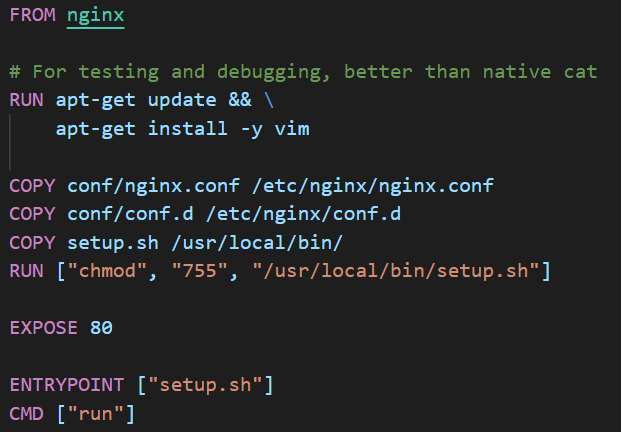 FROM nginx
# For testing and debugging, better than native cat
RUN apt-get update && \
    apt-get install -y vim
COPY conf/nginx.conf /etc/nginx/nginx.conf
COPY conf/conf.d /etc/nginx/conf.d
COPY setup.sh /usr/local/bin/
RUN ["chmod", "755", "/usr/local/bin/setup.sh"]
EXPOSE 80
ENTRYPOINT ["setup.sh"]
CMD ["run"]